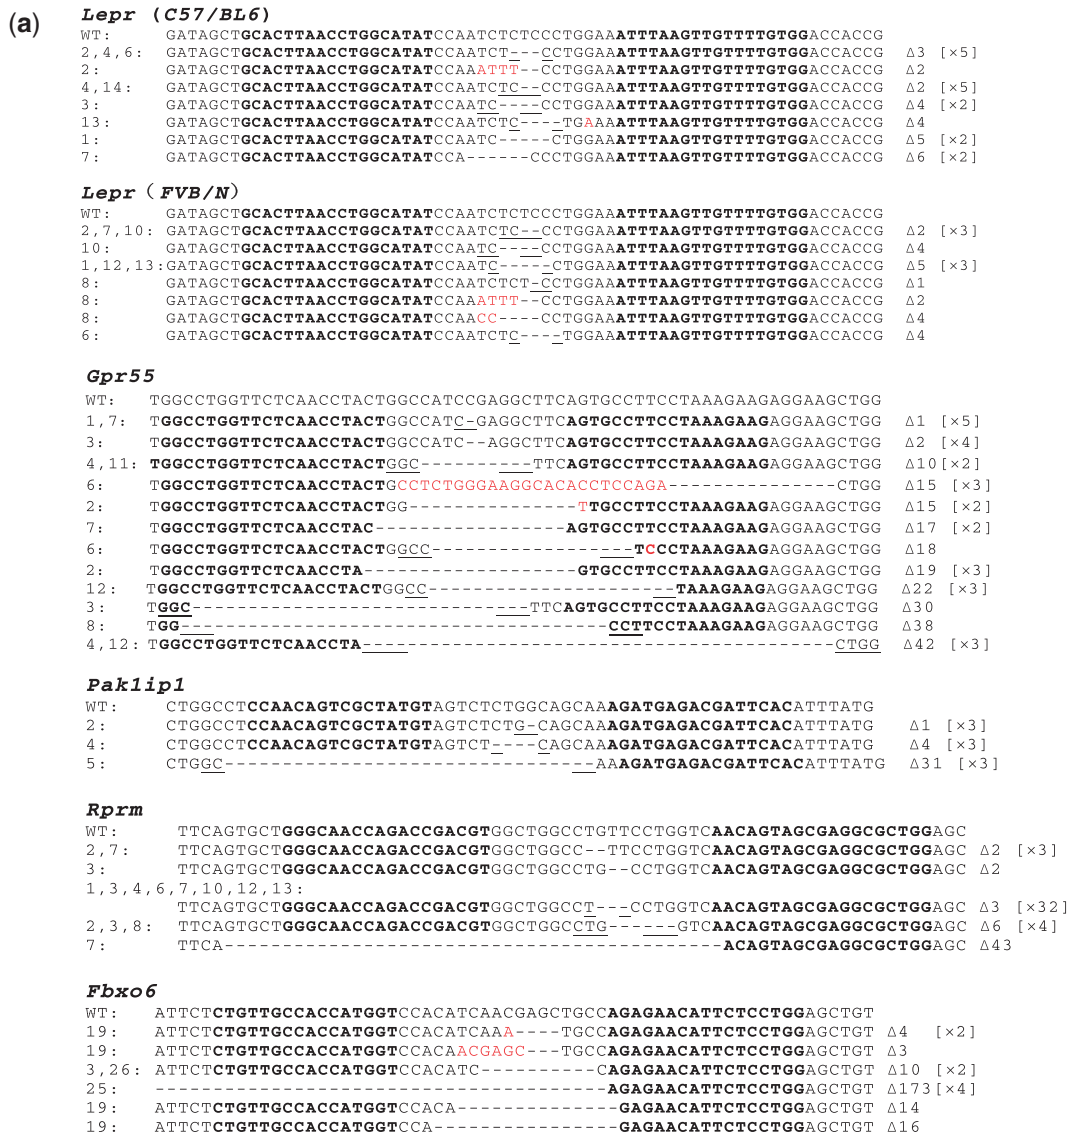 (a)
Lepr (C57/BL6)
WT: GATAGCTGCACTTAACCTGGCATATCCAATCTCTCCCTGGAAATTTAAGTTGTTTTGTGGACCACCG
2,4,6: GATAGCTGCACTTAACCTGGCATATCCAATCT---CCTGGAAATTTAAGTTGTTTTGTGGACCACCG Δ3 [×5]
2: GATAGCTGCACTTAACCTGGCATATCCAAATTT--CCTGGAAATTTAAGTTGTTTTGTGGACCACCG Δ2
4,14: GATAGCTGCACTTAACCTGGCATATCCAATCTC--CCTGGAAATTTAAGTTGTTTTGTGGACCACCG Δ2 [×5]
3: GATAGCTGCACTTAACCTGGCATATCCAATC----CCTGGAAATTTAAGTTGTTTTGTGGACCACCG Δ4 [×2]
13: GATAGCTGCACTTAACCTGGCATATCCAATCTC----TGAAAATTTAAGTTGTTTTGTGGACCACCG Δ4
1: GATAGCTGCACTTAACCTGGCATATCCAATC-----CTGGAAATTTAAGTTGTTTTGTGGACCACCG Δ5 [×2]
7: GATAGCTGCACTTAACCTGGCATATCCA------CCCTGGAAATTTAAGTTGTTTTGTGGACCACCG Δ6 [×2]
Lepr (FVB/N)
WT: GATAGCTGCACTTAACCTGGCATATCCAATCTCTCCCTGGAAATTTAAGTTGTTTTGTGGACCACCG
2,7,10: GATAGCTGCACTTAACCTGGCATATCCAATCTC--CCTGGAAATTTAAGTTGTTTTGTGGACCACCG Δ2 [×3]
10: GATAGCTGCACTTAACCTGGCATATCCAATC----CCTGGAAATTTAAGTTGTTTTGTGGACCACCG Δ4
1,12,13:GATAGCTGCACTTAACCTGGCATATCCAATC-----CTGGAAATTTAAGTTGTTTTGTGGACCACCG Δ5 [×3]
8: GATAGCTGCACTTAACCTGGCATATCCAATCTCT-CCTGGAAATTTAAGTTGTTTTGTGGACCACCG Δ1
8: GATAGCTGCACTTAACCTGGCATATCCAAATTT--CCTGGAAATTTAAGTTGTTTTGTGGACCACCG Δ2
8: GATAGCTGCACTTAACCTGGCATATCCAACC----CCTGGAAATTTAAGTTGTTTTGTGGACCACCG Δ4
6: GATAGCTGCACTTAACCTGGCATATCCAATCTC----TGGAAATTTAAGTTGTTTTGTGGACCACCG Δ4
Gpr55
WT: TGGCCTGGTTCTCAACCTACTGGCCATCCGAGGCTTCAGTGCCTTCCTAAAGAAGAGGAAGCTGG
1,7: TGGCCTGGTTCTCAACCTACTGGCCATC-GAGGCTTCAGTGCCTTCCTAAAGAAGAGGAAGCTGG Δ1 [×5]
3: TGGCCTGGTTCTCAACCTACTGGCCATC--AGGCTTCAGTGCCTTCCTAAAGAAGAGGAAGCTGG Δ2 [×4]
4,11: TGGCCTGGTTCTCAACCTACTGGC----------TTCAGTGCCTTCCTAAAGAAGAGGAAGCTGG Δ10[×2]
6: TGGCCTGGTTCTCAACCTACTGCCTCTGGGAAGGCACACCTCCAGA---------------CTGG Δ15 [×3]
2: TGGCCTGGTTCTCAACCTACTGG---------------TTGCCTTCCTAAAGAAGAGGAAGCTGG Δ15 [×2]
7: TGGCCTGGTTCTCAACCTAC-----------------AGTGCCTTCCTAAAGAAGAGGAAGCTGG Δ17 [×2]
6: TGGCCTGGTTCTCAACCTACTGGCC------------------TCCCTAAAGAAGAGGAAGCTGG Δ18
2: TGGCCTGGTTCTCAACCTA-------------------GTGCCTTCCTAAAGAAGAGGAAGCTGG Δ19 [×3]
12: TGGCCTGGTTCTCAACCTACTGGCC----------------------TAAAGAAGAGGAAGCTGG Δ22 [×3]
3: TGGC------------------------------TTCAGTGCCTTCCTAAAGAAGAGGAAGCTGG Δ30
8: TGG--------------------------------------CCTTCCTAAAGAAGAGGAAGCTGG Δ38
4,12: TGGCCTGGTTCTCAACCTA------------------------------------------CTGG Δ42 [×3]
Pak1ip1
WT: CTGGCCTCCAACAGTCGCTATGTAGTCTCTGGCAGCAAAGATGAGACGATTCACATTTATG
2: CTGGCCTCCAACAGTCGCTATGTAGTCTCTG-CAGCAAAGATGAGACGATTCACATTTATG Δ1 [×3]
4: CTGGCCTCCAACAGTCGCTATGTAGTCT----CAGCAAAGATGAGACGATTCACATTTATG Δ4 [×3]
5: CTGGC-------------------------------AAAGATGAGACGATTCACATTTATG Δ31 [×3]
Rprm
WT: TTCAGTGCTGGGCAACCAGACCGACGTGGCTGGCCTGTTCCTGGTCAACAGTAGCGAGGCGCTGGAGC
2,7: TTCAGTGCTGGGCAACCAGACCGACGTGGCTGGCC--TTCCTGGTCAACAGTAGCGAGGCGCTGGAGC Δ2 [×3]
3: TTCAGTGCTGGGCAACCAGACCGACGTGGCTGGCCTG--CCTGGTCAACAGTAGCGAGGCGCTGGAGC Δ2
1,3,4,6,7,10,12,13:
TTCAGTGCTGGGCAACCAGACCGACGTGGCTGGCCT---CCTGGTCAACAGTAGCGAGGCGCTGGAGC Δ3 [×32]
2,3,8: TTCAGTGCTGGGCAACCAGACCGACGTGGCTGGCCTG------GTCAACAGTAGCGAGGCGCTGGAGC Δ6 [×4]
7: TTCA-------------------------------------------ACAGTAGCGAGGCGCTGGAGC Δ43
Fbxo6
WT: ATTCTCTGTTGCCACCATGGTCCACATCAACGAGCTGCCAGAGAACATTCTCCTGGAGCTGT
19: ATTCTCTGTTGCCACCATGGTCCACATCAAA----TGCCAGAGAACATTCTCCTGGAGCTGT Δ4 [×2]
19: ATTCTCTGTTGCCACCATGGTCCACAACGAGC---TGCCAGAGAACATTCTCCTGGAGCTGT Δ3
3,26: ATTCTCTGTTGCCACCATGGTCCACATC----------CAGAGAACATTCTCCTGGAGCTGT Δ10 [×2]
25: ----------------------------------------AGAGAACATTCTCCTGGAGCTGT Δ173[×4]
19: ATTCTCTGTTGCCACCATGGTCCACA--------------GAGAACATTCTCCTGGAGCTGT Δ14
19: ATTCTCTGTTGCCACCATGGTCCA----------------GAGAACATTCTCCTGGAGCTGT Δ16